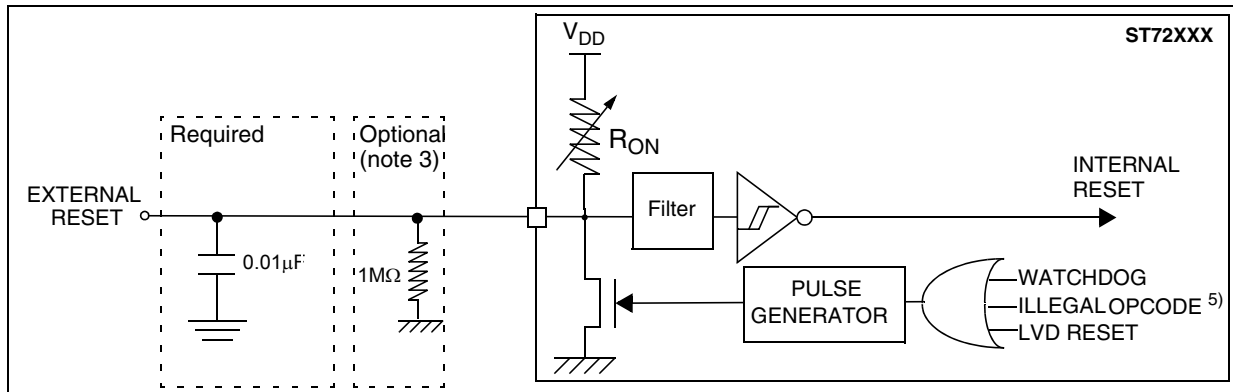 V_DD
ST72XXX
Required
Optional
(note 3)
R_ON
EXTERNAL
RESET
INTERNAL
RESET
Filter
0.01µF
1MΩ
PULSE
GENERATOR
WATCHDOG
ILLEGAL OPCODE 5)
LVD RESET